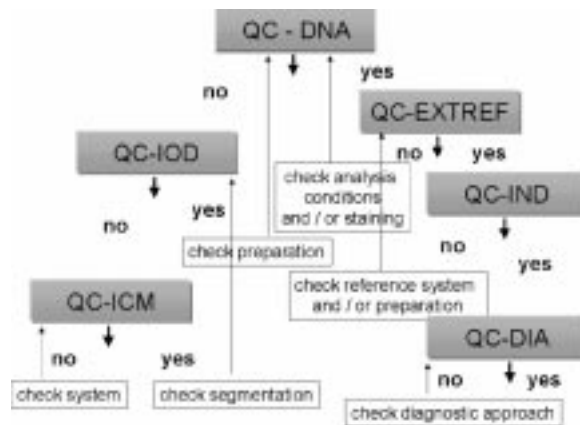 QC - DNA
no
yes
QC-EXTREF
QC-IOD
no
yes
check analysis
conditions
and / or staining
QC-IND
no
yes
check preparation
no
yes
QC-ICM
check reference system
and / or preparation
QC-DIA
no
yes
no
yes
check system
check segmentation
check diagnostic approach